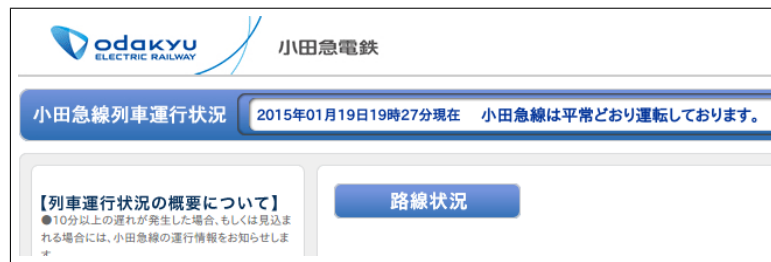 odakyu
ELECTRIC RAILWAY
小田急電鉄
小田急線列車運行状況
2015年01月19日19時27分現在 小田急線は平常どおり運転しております。
【列車運行状況の概要について】
●10分以上の遅れが発生した場合、もしくは見込ま
れる場合には、小田急線の運行情報をお知らせしま
す
路線状況